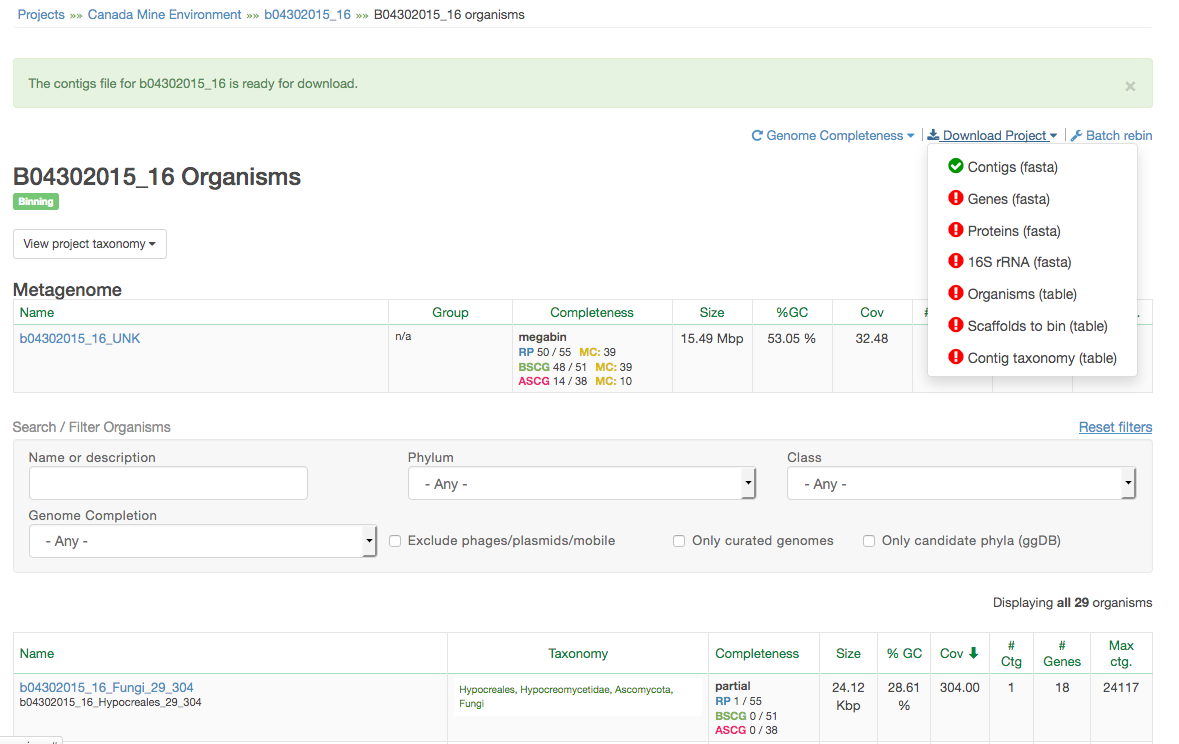 Projects »» Canada Mine Environment »» b04302015_16 »» B04302015_16 organisms
The contigs file for b04302015_16 is ready for download.
×
Genome Completeness
Download Project
Batch rebin
Contigs (fasta)
Genes (fasta)
Proteins (fasta)
16S rRNA (fasta)
Organisms (table)
Scaffolds to bin (table)
Contig taxonomy (table)
B04302015_16 Organisms
Binning
View project taxonomy
Metagenome
Name Group Completeness Size %GC Cov #
b04302015_16_UNK n/a megabin 15.49 Mbp 53.05 % 32.48
RP 50 / 55 MC: 39
BSCG 48 / 51 MC: 39
ASCG 14 / 38 MC: 10
Search / Filter Organisms Reset filters
Name or description Phylum Class
- Any - - Any -
Genome Completion
- Any - Exclude phages/plasmids/mobile Only curated genomes Only candidate phyla (ggDB)
Displaying all 29 organisms
Name Taxonomy Completeness Size % GC Cov # Ctg # Genes Max ctg.
b04302015_16_Fungi_29_304
b04302015_16_Hypocreales_29_304
Hypocreales, Hypocreomycetidae, Ascomycota,
Fungi
partial
RP 1 / 55
BSCG 0 / 51
ASCG 0 / 38
24.12 Kbp
28.61 %
304.00
1
18
24117